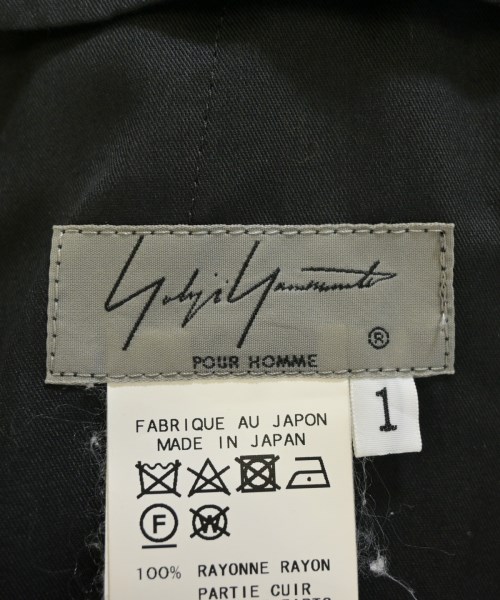 Yohji Yamamoto
®
POUR HOMME
1
FABRIQUE AU JAPON
MADE IN JAPAN
F
W
100% RAYONNE RAYON
PARTIE CUIR